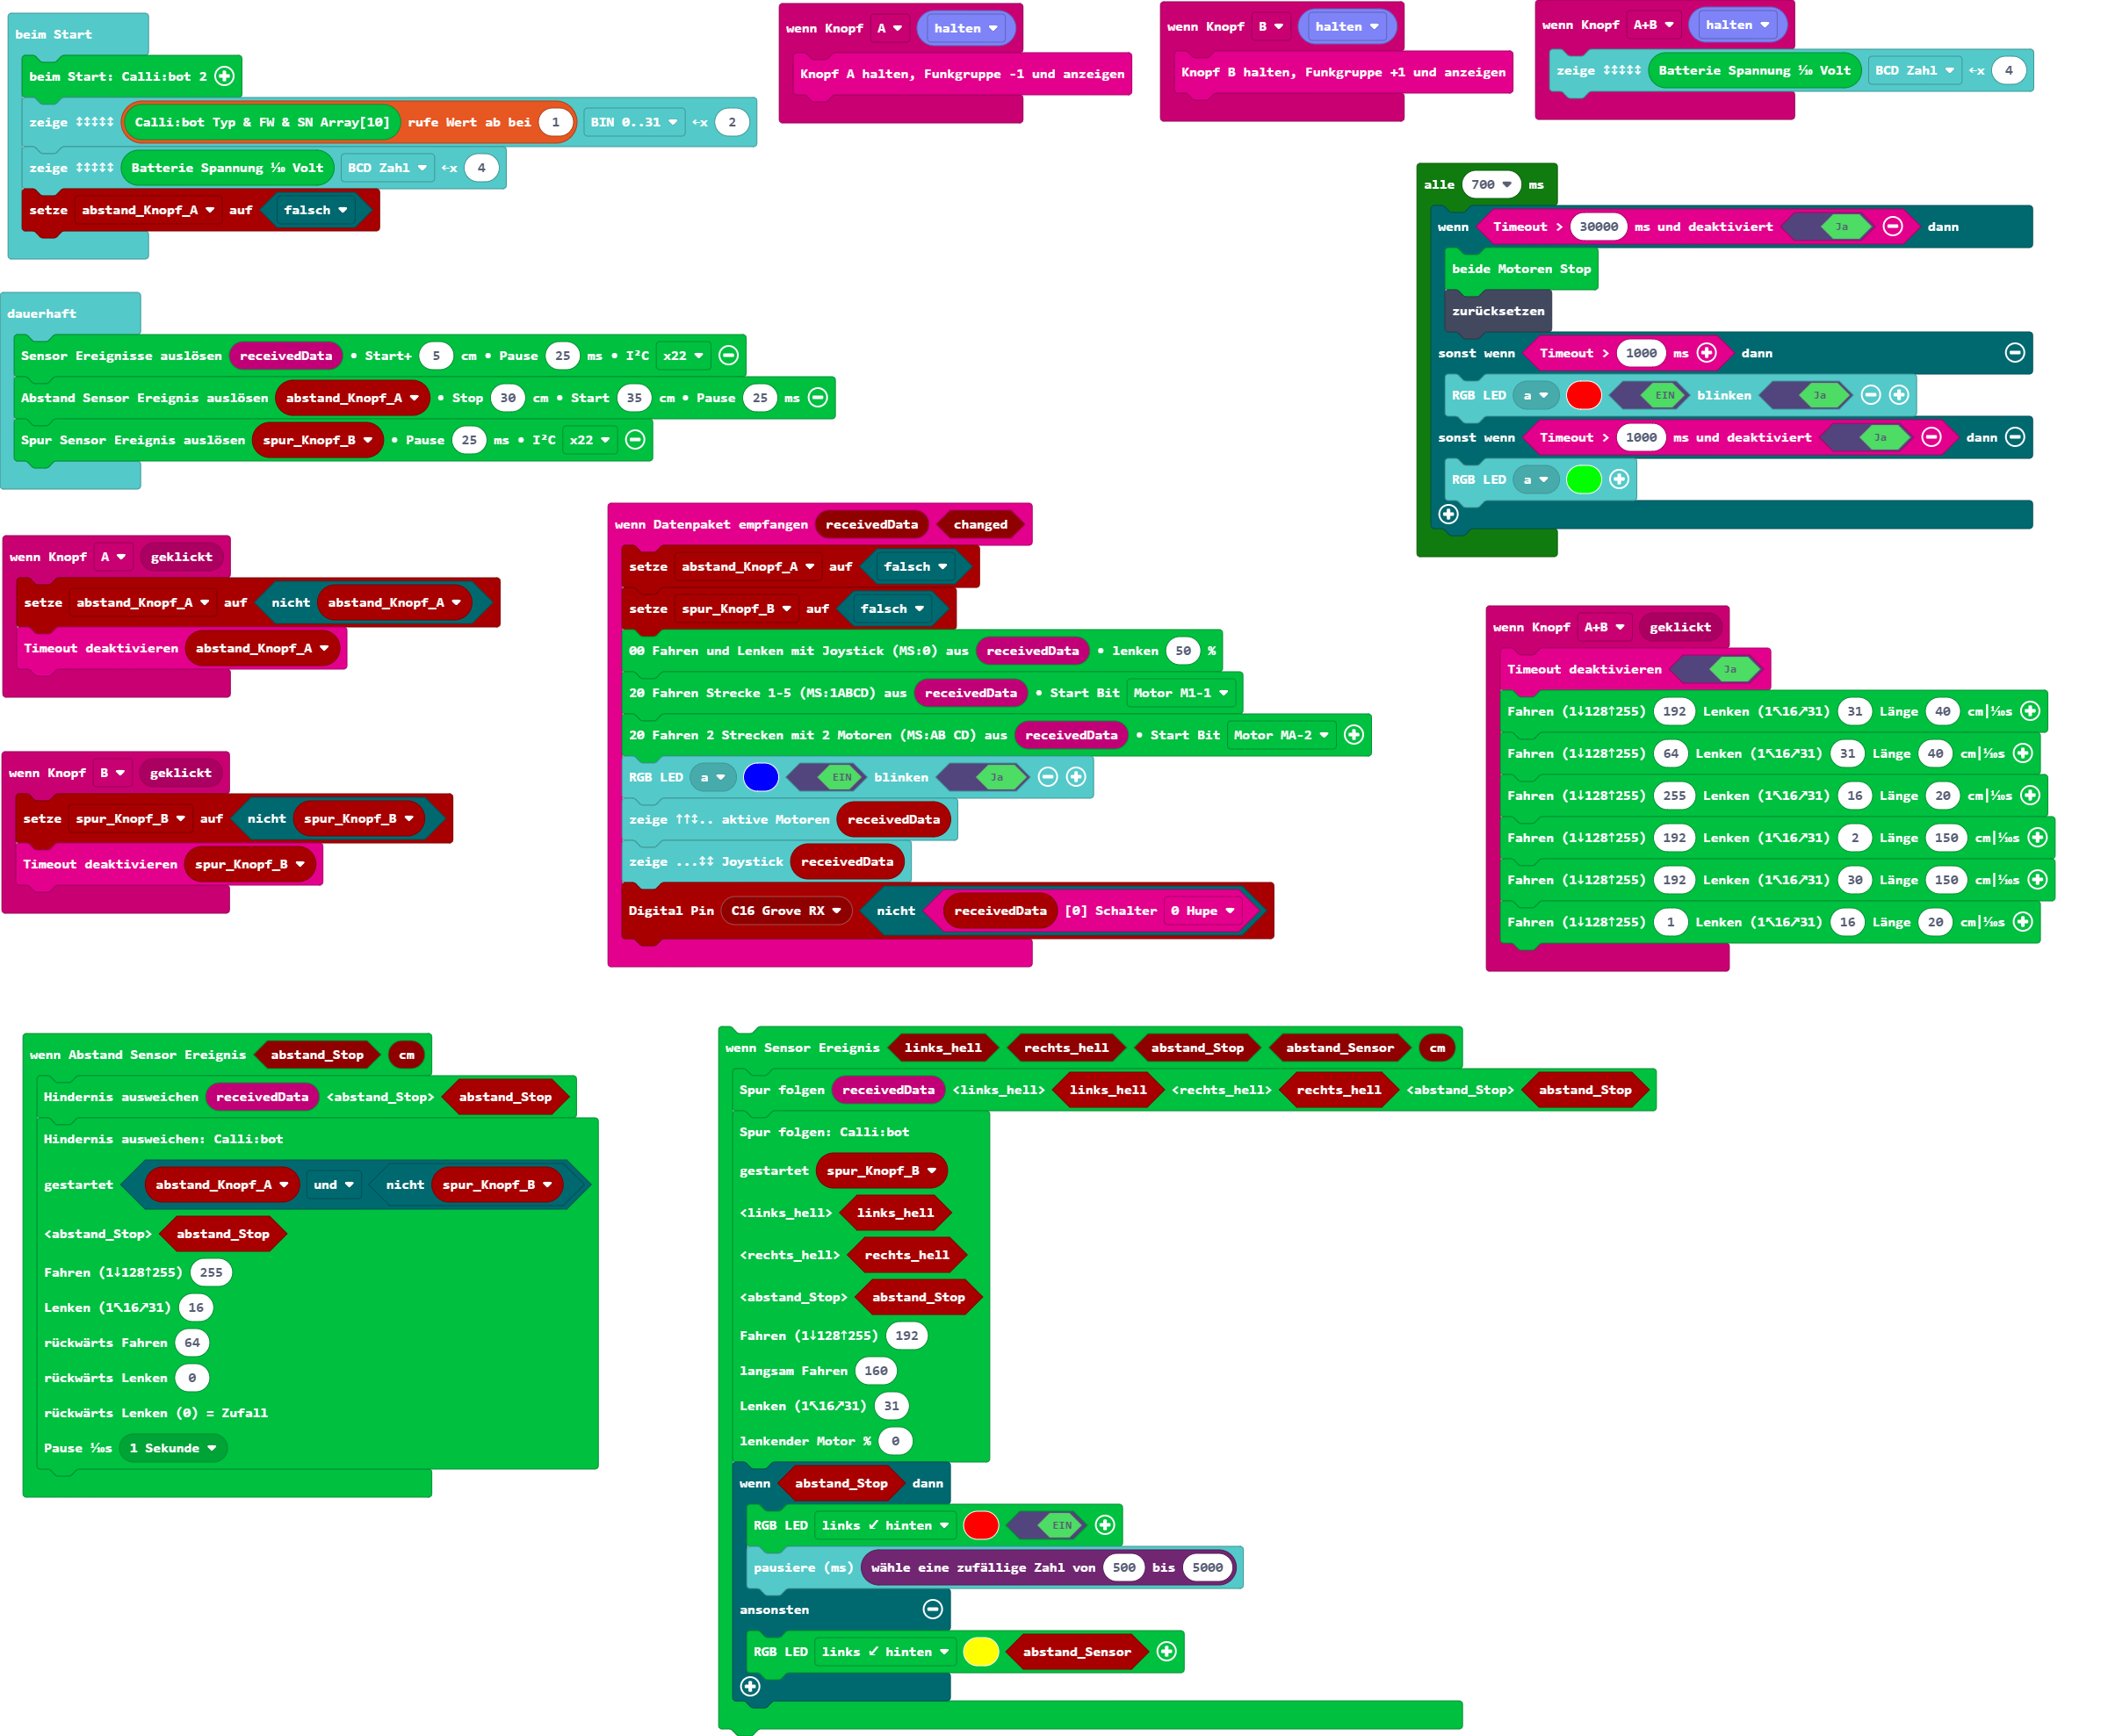 beim Start
beim Start: Calli:bot 2
zeige ↕↕↕↕↕ Calli:bot Typ & FW & SN Array[10] rufe Wert ab bei 1 BIN 0..31 ←x 2
zeige ↕↕↕↕↕ Batterie Spannung ⅒ Volt BCD Zahl ←x 4
setze abstand_Knopf_A auf falsch
wenn Knopf A halten
Knopf A halten, Funkgruppe -1 und anzeigen
wenn Knopf B halten
Knopf B halten, Funkgruppe +1 und anzeigen
wenn Knopf A+B halten
zeige ↕↕↕↕↕ Batterie Spannung ⅒ Volt BCD Zahl ←x 4
alle 700 ms
wenn Timeout > 30000 ms und deaktiviert Ja dann
beide Motoren Stop
zurücksetzen
sonst wenn Timeout > 1000 ms dann
RGB LED a EIN blinken Ja
sonst wenn Timeout > 1000 ms und deaktiviert Ja dann
RGB LED a
dauerhaft
Sensor Ereignisse auslösen receivedData • Start+ 5 cm • Pause 25 ms • I²C x22
Abstand Sensor Ereignis auslösen abstand_Knopf_A • Stop 30 cm • Start 35 cm • Pause 25 ms
Spur Sensor Ereignis auslösen spur_Knopf_B • Pause 25 ms • I²C x22
wenn Knopf A geklickt
setze abstand_Knopf_A auf nicht abstand_Knopf_A
Timeout deaktivieren abstand_Knopf_A
wenn Knopf B geklickt
setze spur_Knopf_B auf nicht spur_Knopf_B
Timeout deaktivieren spur_Knopf_B
wenn Datenpaket empfangen receivedData changed
setze abstand_Knopf_A auf falsch
setze spur_Knopf_B auf falsch
00 Fahren und Lenken mit Joystick (MS:0) aus receivedData • lenken 50 %
20 Fahren Strecke 1-5 (MS:1ABCD) aus receivedData • Start Bit Motor M1-1
20 Fahren 2 Strecken mit 2 Motoren (MS:AB CD) aus receivedData • Start Bit Motor MA-2
RGB LED a EIN blinken Ja
zeige ↑↑↕.. aktive Motoren receivedData
zeige ...↕↕ Joystick receivedData
Digital Pin C16 Grove RX nicht receivedData [0] Schalter 0 Hupe
wenn Knopf A+B geklickt
Timeout deaktivieren Ja
Fahren (1↓128↑255) 192 Lenken (1↖16↗31) 31 Länge 40 cm|⅒s
Fahren (1↓128↑255) 64 Lenken (1↖16↗31) 31 Länge 40 cm|⅒s
Fahren (1↓128↑255) 255 Lenken (1↖16↗31) 16 Länge 20 cm|⅒s
Fahren (1↓128↑255) 192 Lenken (1↖16↗31) 2 Länge 150 cm|⅒s
Fahren (1↓128↑255) 192 Lenken (1↖16↗31) 30 Länge 150 cm|⅒s
Fahren (1↓128↑255) 1 Lenken (1↖16↗31) 16 Länge 20 cm|⅒s
wenn Abstand Sensor Ereignis abstand_Stop cm
Hindernis ausweichen receivedData <abstand_Stop> abstand_Stop
Hindernis ausweichen: Calli:bot
gestartet abstand_Knopf_A und nicht spur_Knopf_B
<abstand_Stop> abstand_Stop
Fahren (1↓128↑255) 255
Lenken (1↖16↗31) 16
rückwärts Fahren 64
rückwärts Lenken 0
rückwärts Lenken (0) = Zufall
Pause ⅒s 1 Sekunde
wenn Sensor Ereignis links_hell rechts_hell abstand_Stop abstand_Sensor cm
Spur folgen receivedData <links_hell> links_hell <rechts_hell> rechts_hell <abstand_Stop> abstand_Stop
Spur folgen: Calli:bot
gestartet spur_Knopf_B
<links_hell> links_hell
<rechts_hell> rechts_hell
<abstand_Stop> abstand_Stop
Fahren (1↓128↑255) 192
langsam Fahren 160
Lenken (1↖16↗31) 31
lenkender Motor % 0
wenn abstand_Stop dann
RGB LED links ↙ hinten EIN
pausiere (ms) wähle eine zufällige Zahl von 500 bis 5000
ansonsten
RGB LED links ↙ hinten abstand_Sensor